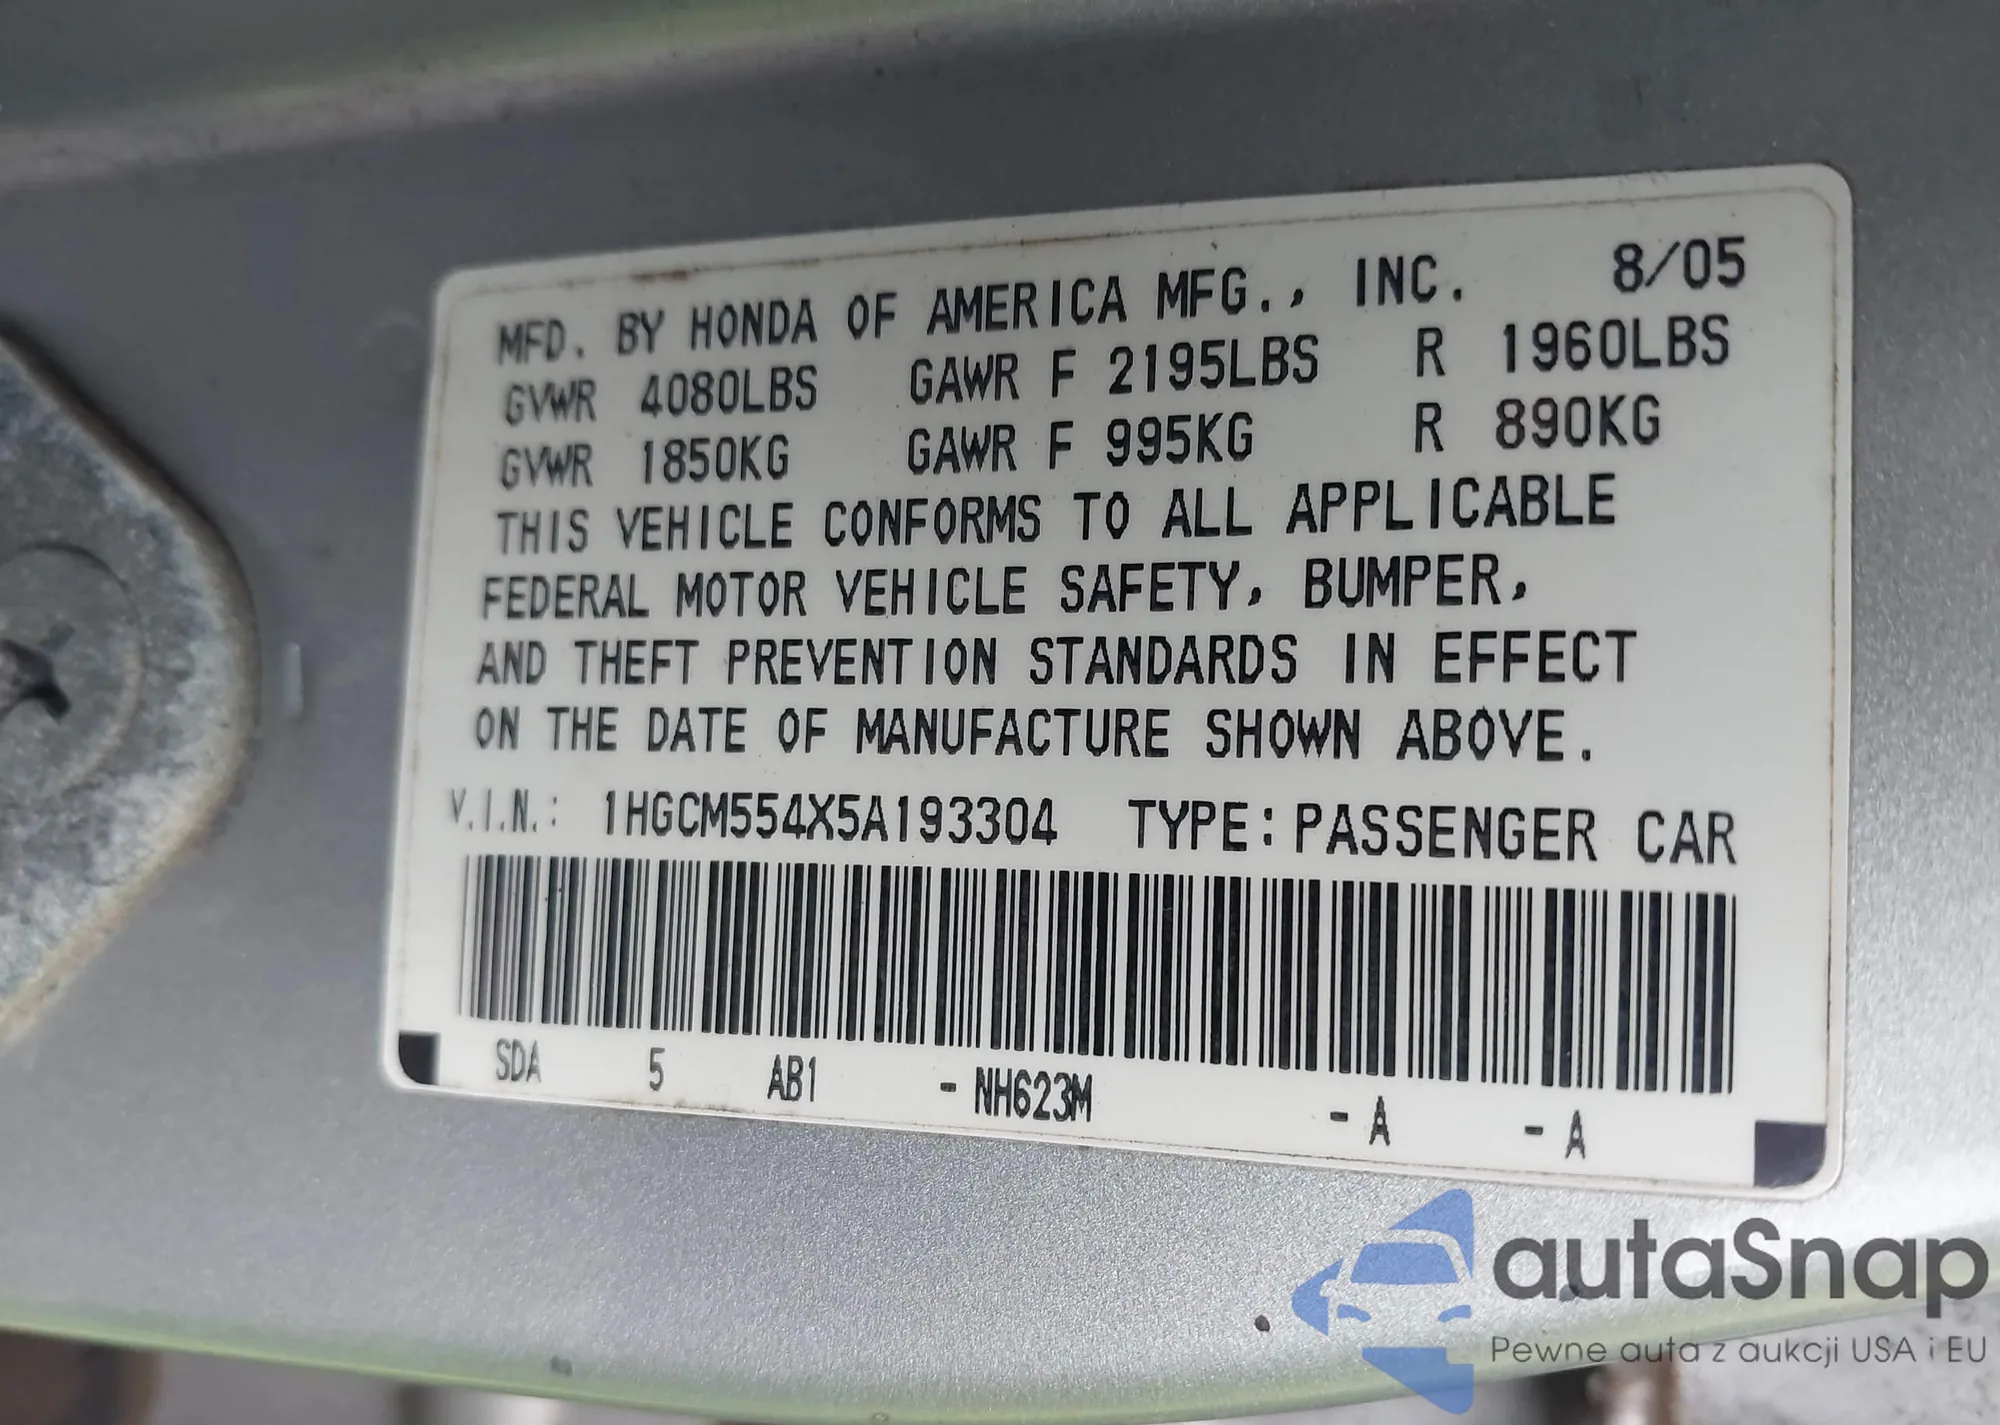 MFD. BY HONDA OF AMERICA MFG., INC. 8/05
GVWR 4080LBS GAWR F 2195LBS R 1960LBS
GVWR 1850KG GAWR F 995KG R 890KG
THIS VEHICLE CONFORMS TO ALL APPLICABLE
FEDERAL MOTOR VEHICLE SAFETY, BUMPER,
AND THEFT PREVENTION STANDARDS IN EFFECT
ON THE DATE OF MANUFACTURE SHOWN ABOVE.
V.I.N.: 1HGCM554X5A193304 TYPE: PASSENGER CAR
SDA 5 AB1 - NH623M - A - A
autaSnap
Pewne auta z aukcji USA i EU